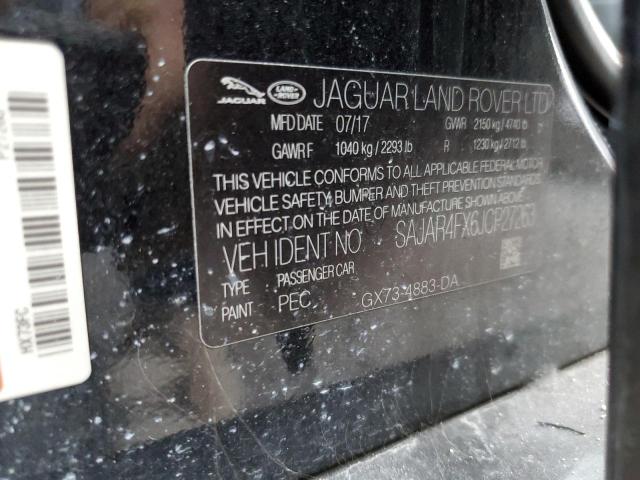 JAGUAR LAND-ROVER JAGUAR LAND ROVER LTD
MFD DATE 07/17 GVWR 2150 kg / 4740 lb
GAWR F 1040 kg / 2293 lb R 1230 kg / 2712 lb
THIS VEHICLE CONFORMS TO ALL APPLICABLE FEDERAL MOTOR
VEHICLE SAFETY, BUMPER AND THEFT PREVENTION STANDARDS
IN EFFECT ON THE DATE OF MANUFACTURE SHOWN ABOVE
VEH IDENT NO SAJAR4FX6JCP27263
TYPE PASSENGER CAR
PAINT PEC GX73-4883-DA